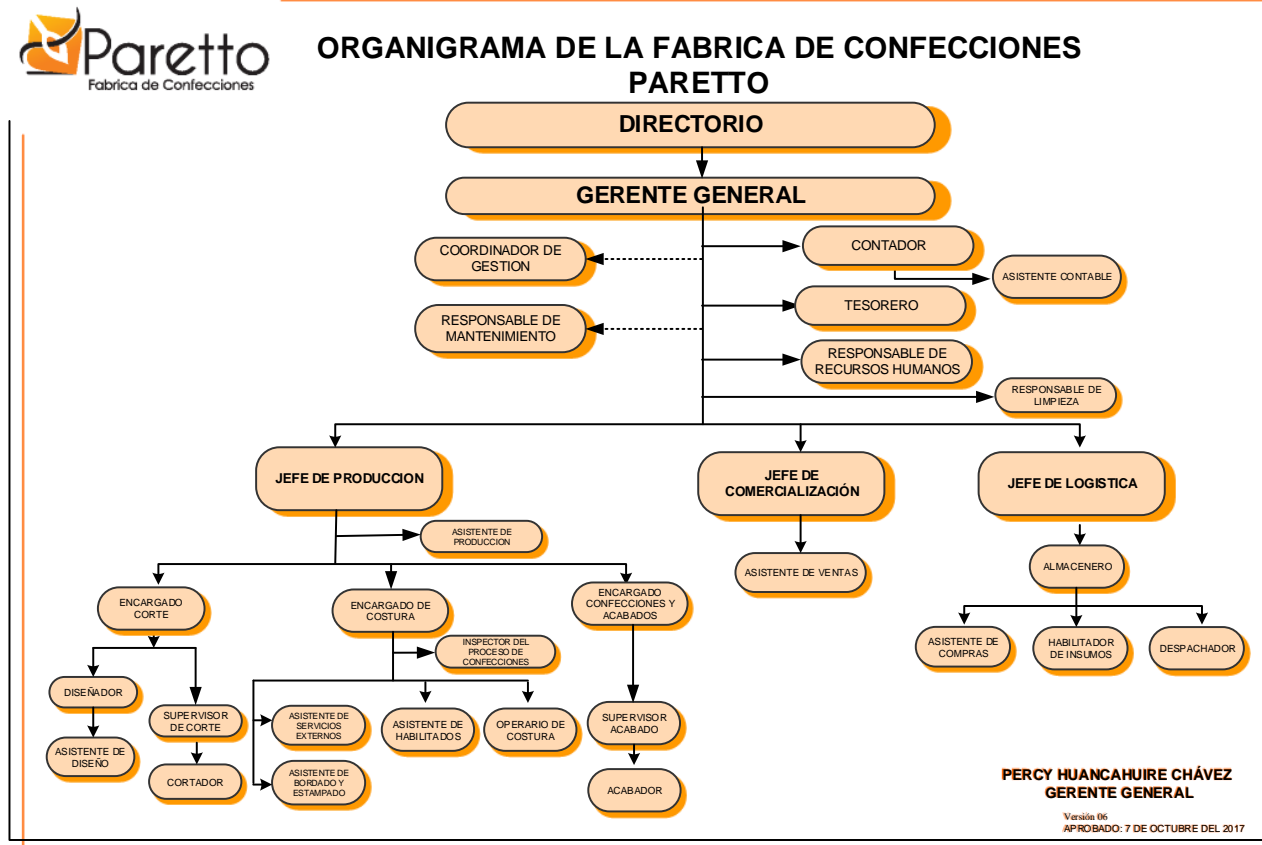 Paretto
Fabrica de Confecciones
ORGANIGRAMA DE LA FABRICA DE CONFECCIONES
PARETTO
DIRECTORIO
GERENTE GENERAL
COORDINADOR DE
GESTION
CONTADOR
ASISTENTE CONTABLE
TESORERO
RESPONSABLE DE
MANTENIMIENTO
RESPONSABLE DE
RECURSOS HUMANOS
RESPONSABLE DE
LIMPIEZA
JEFE DE PRODUCCION
JEFE DE
COMERCIALIZACIÓN
JEFE DE LOGISTICA
ASISTENTE DE
PRODUCCION
ASISTENTE DE VENTAS
ALMACENERO
ENCARGADO
CORTE
ENCARGADO DE
COSTURA
ENCARGADO
CONFECCIONES Y
ACABADOS
INSPECTOR DEL
PROCESO DE
CONFECCIONES
ASISTENTE DE
COMPRAS
HABILITADOR
DE INSUMOS
DESPACHADOR
DISEÑADOR
SUPERVISOR
DE CORTE
ASISTENTE DE
SERVICIOS
EXTERNOS
ASISTENTE DE
HABILITADOS
OPERARIO DE
COSTURA
SUPERVISOR
ACABADO
ASISTENTE DE
DISEÑO
CORTADOR
ASISTENTE DE
BORDADO Y
ESTAMPADO
ACABADOR
PERCY HUANCAHUIRE CHÁVEZ
GERENTE GENERAL
Versión 06
APROBADO: 7 DE OCTUBRE DEL 2017